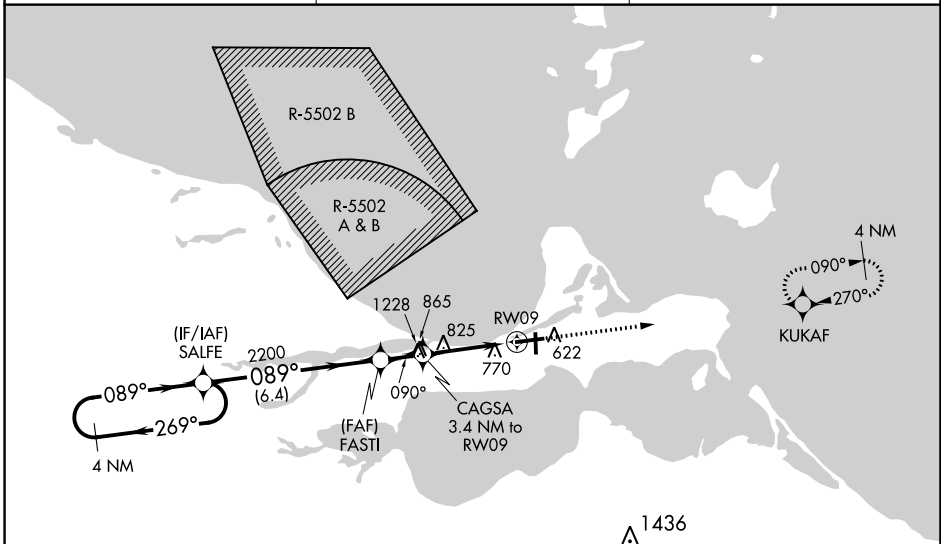 R-5502 B
R-5502
A & B
4 NM
090°
270°
KUKAF
1228
865
825
RW09
622
770
(IF/IAF)
SALFE
2200
089°
(6.4)
089°
269°
4 NM
090°
(FAF)
FASTI
CAGSA
3.4 NM to
RW09
1436